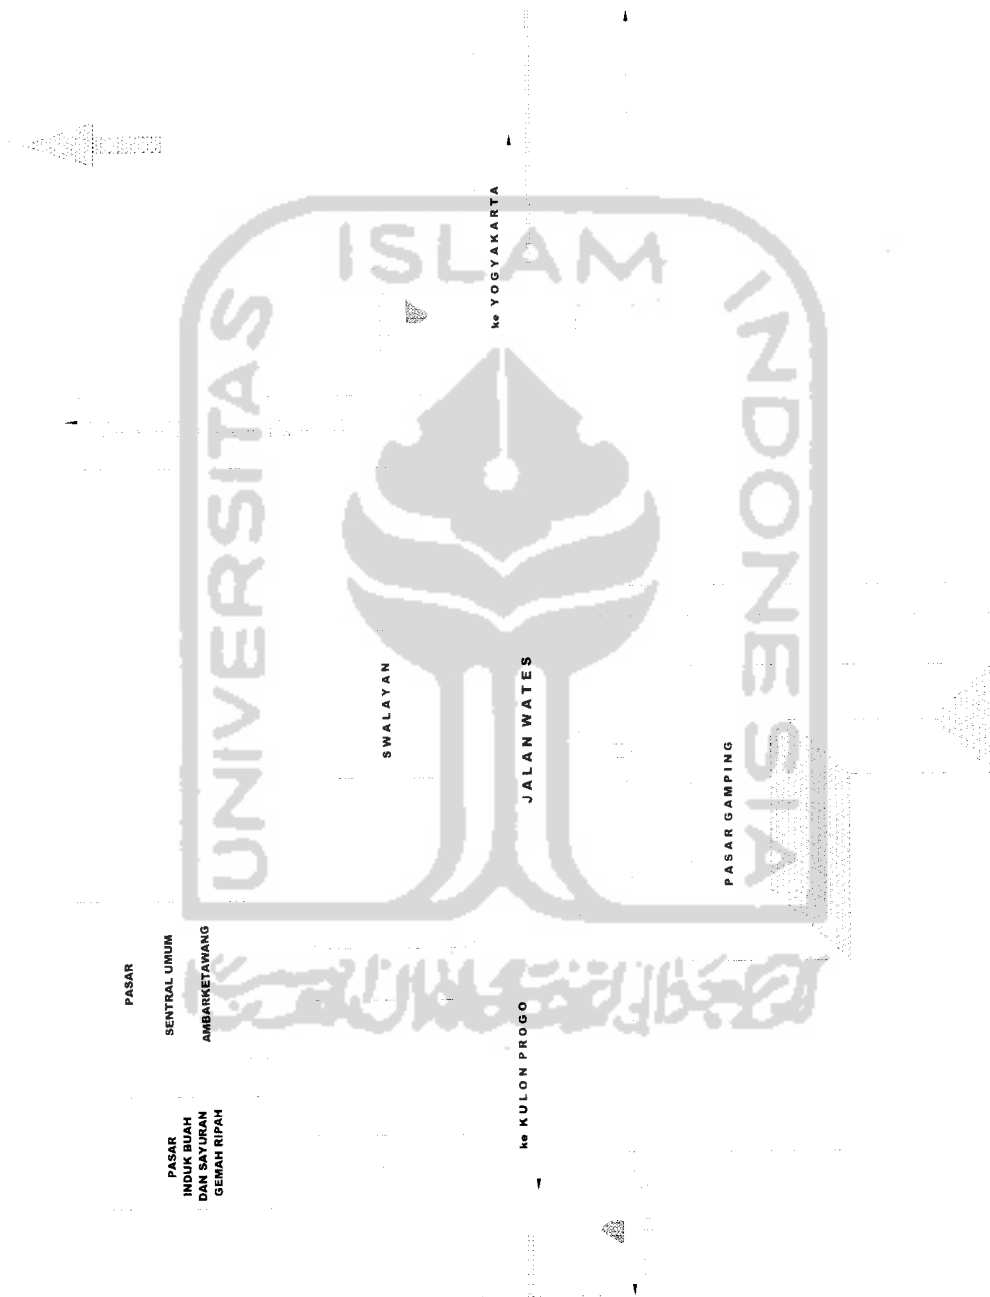 ISLAM
UNIVERSITAS
INDONESIA
ke YOGYAKARTA
SWALAYAN
JALAN WATES
PASAR GAMPING
PASAR
SENTRAL UMUM
AMBARKETAWANG
ke KULON PROGO
PASAR
INDUK BUAH
DAN SAYURAN
GEMAH RIPAH